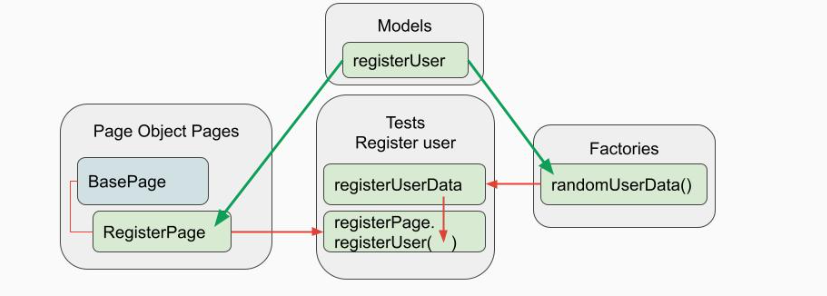 Models
registerUser
Page Object Pages
BasePage
RegisterPage
Tests
Register user
registerUserData
registerPage.
registerUser( )
Factories
randomUserData()